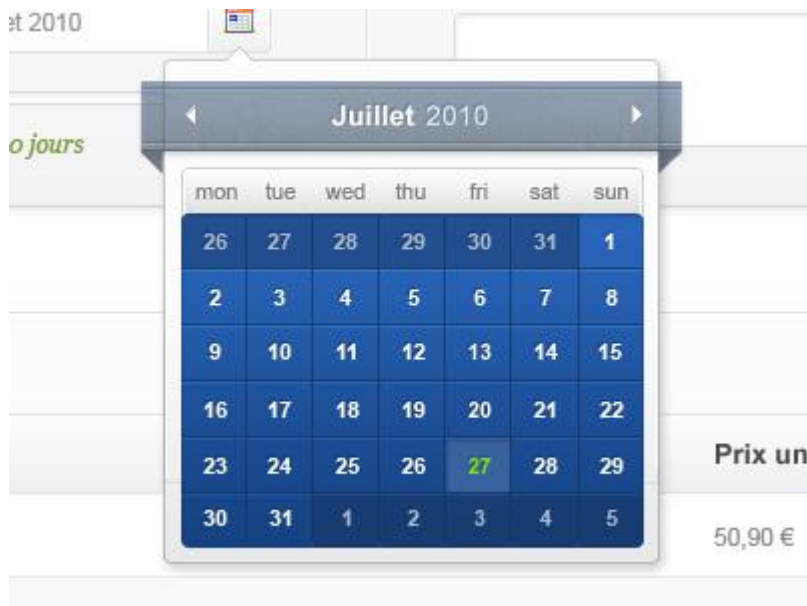 et 2010
o jours
Juillet 2010
mon tue wed thu fri sat sun
26 27 28 29 30 31 1
2 3 4 5 6 7 8
9 10 11 12 13 14 15
16 17 18 19 20 21 22
23 24 25 26 27 28 29
30 31 1 2 3 4 5
Prix un
50,90 €